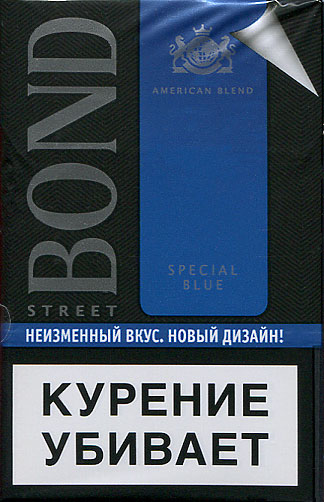 BOND
STREET
AMERICAN BLEND
SPECIAL
BLUE
НЕИЗМЕННЫЙ ВКУС. НОВЫЙ ДИЗАЙН!
КУРЕНИЕ
УБИВАЕТ